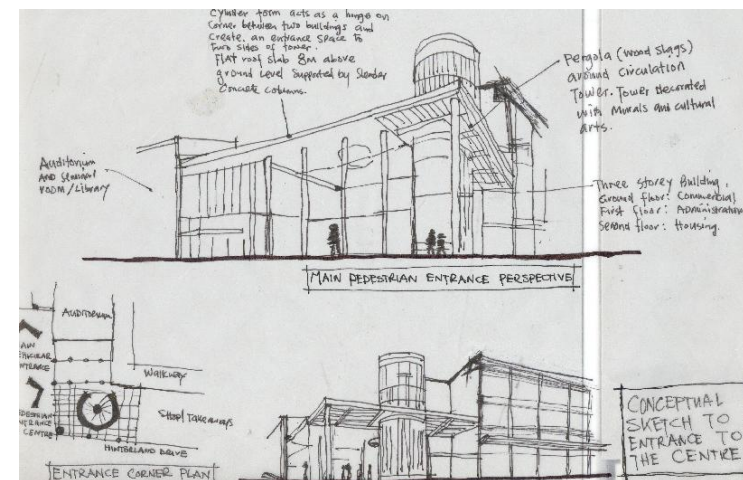 Cylinder form acts as a hinge on
Corner between two buildings and
Create, an entrance space to
Two sides of tower.
Flat roof slab 8m above
ground level supported by slender
Concrete columns.
Pergola (wood slags)
around circulation
Tower. Tower decorated
with Murals and cultural
arts.
Auditorium
AND Seminar
ROOM/Library
Three Storey Building.
Ground floor: Commercial
First floor: Administration
Second floor: Housing.
MAIN PEDESTRIAN ENTRANCE PERSPECTIVE
AUDITORIUM
WALKWAY
Shop/Takeaways
HINTERLAND DRIVE
ENTRANCE CORNER PLAN
CENTRE
CONCEPTUAL
SKETCH TO
ENTRANCE TO
THE CENTRE